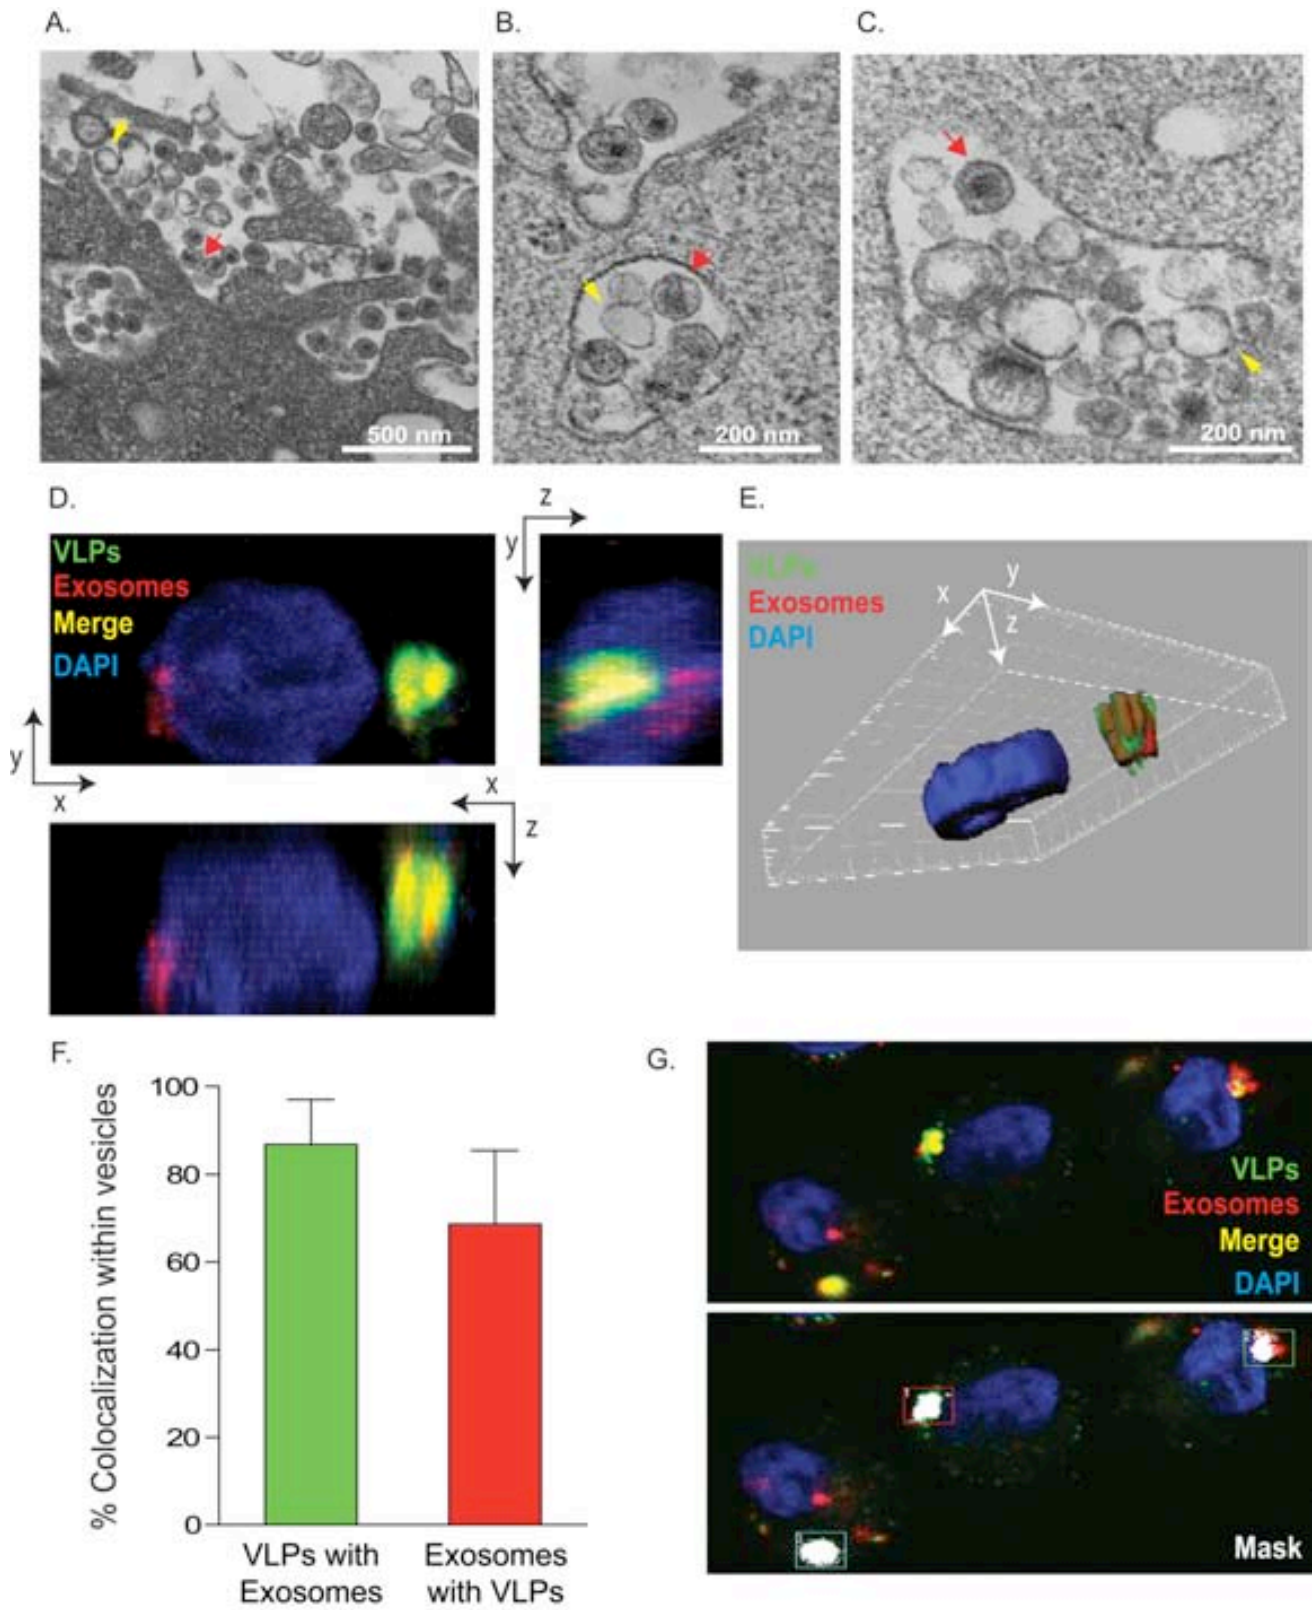 A.
B.
C.
500 nm
200 nm
200 nm
D.
VLPs
Exosomes
Merge
DAPI
y
x
z
y
x
z
E.
VLPs
Exosomes
DAPI
x
y
z
F.
% Colocalization within vesicles
100
80
60
40
20
0
VLPs with
Exosomes
Exosomes
with VLPs
G.
VLPs
Exosomes
Merge
DAPI
Mask